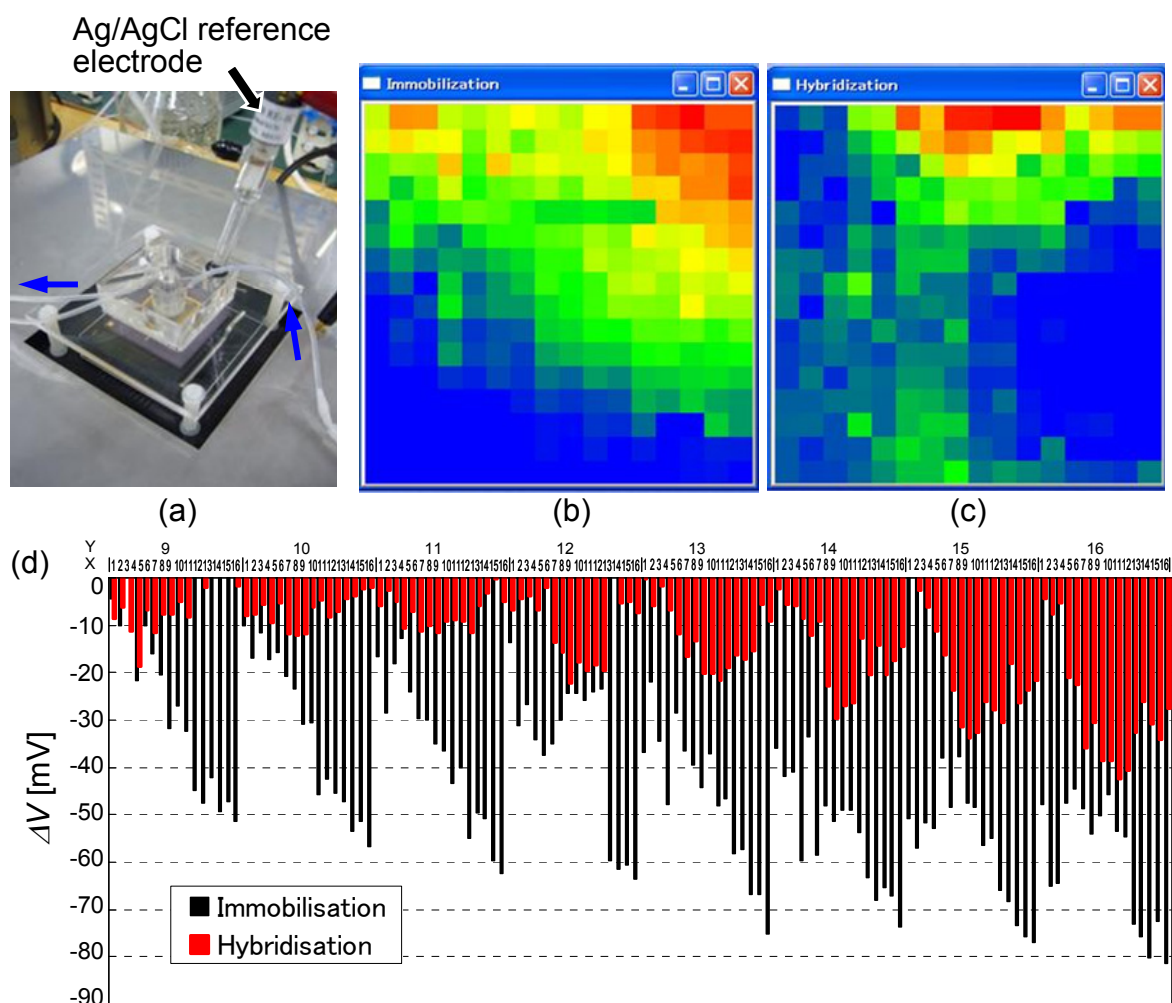 Ag/AgCl reference
electrode
Immobilization
Hybridization
(a)
(b)
(c)
(d)
Y
9 10 11 12 13 14 15 16
X
0
-10
-20
-30
-40
-50
-60
-70
-80
-90
ΔV [mV]
Immobilisation
Hybridisation